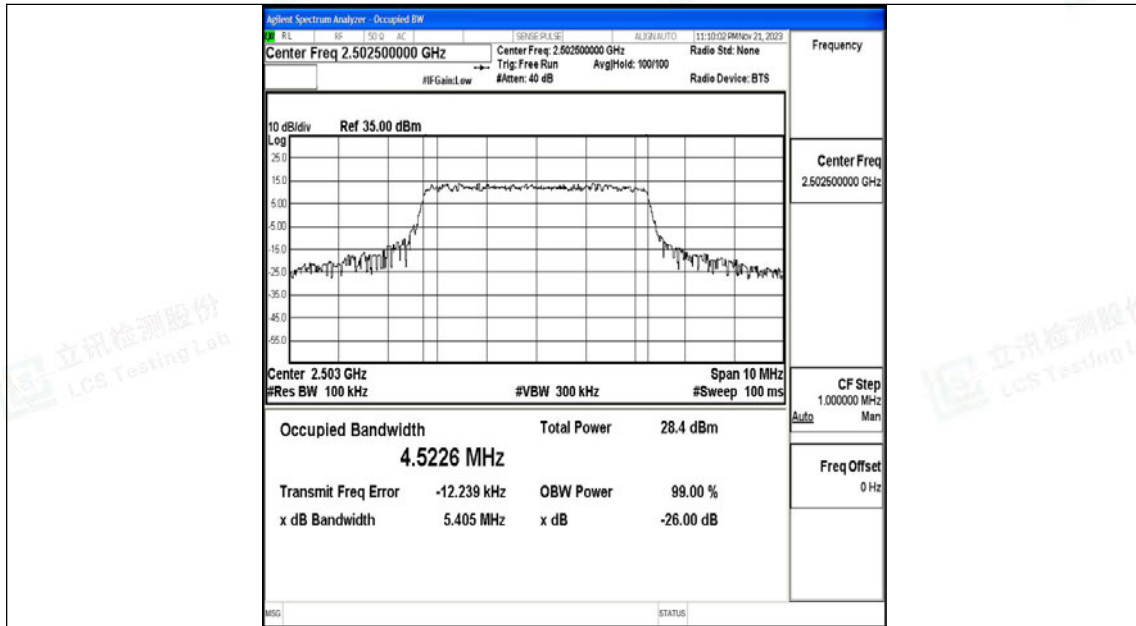 Agilent Spectrum Analyzer - Occupied BW
RL RF 50 Ω AC SENSE:PULSE ALIGN AUTO 11:10:02 PM Nov 21, 2023
Center Freq 2.502500000 GHz
Center Freq: 2.502500000 GHz
Radio Std: None
Trig: Free Run Avg|Hold: 100/100
#IFGain:Low #Atten: 40 dB Radio Device: BTS
Frequency
10 dB/div Ref 35.00 dBm
Log
25.0
15.0
5.00
-5.00
-15.0
-25.0
-35.0
-45.0
-55.0
Center 2.503 GHz Span 10 MHz
#Res BW 100 kHz #VBW 300 kHz #Sweep 100 ms
Occupied Bandwidth Total Power 28.4 dBm
4.5226 MHz
Transmit Freq Error -12.239 kHz OBW Power 99.00 %
x dB Bandwidth 5.405 MHz x dB -26.00 dB
Center Freq
2.502500000 GHz
CF Step
1.000000 MHz
Auto Man
Freq Offset
0 Hz
MSG STATUS
立讯检测股份
LCS Testing Lab
立讯检测股份
LCS Testing L